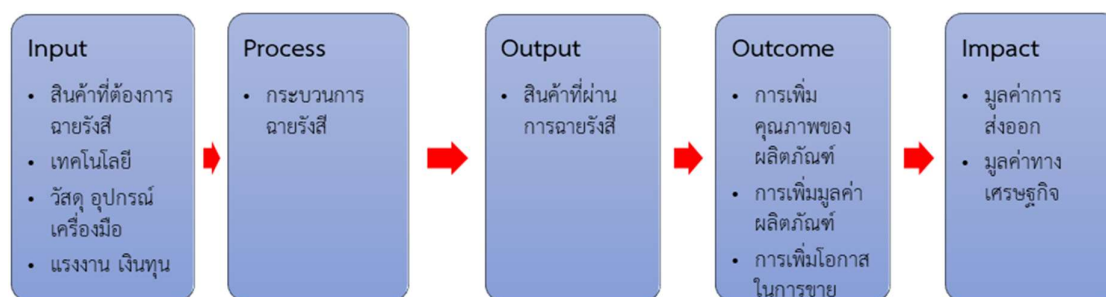 Input
• สินค้าที่ต้องการ
ฉายรังสี
• เทคโนโลยี
• วัสดุ อุปกรณ์
เครื่องมือ
• แรงงาน เงินทุน
Process
• กระบวนการ
ฉายรังสี
Output
• สินค้าที่ผ่าน
การฉายรังสี
Outcome
• การเพิ่ม
คุณภาพของ
ผลิตภัณฑ์
• การเพิ่มมูลค่า
ผลิตภัณฑ์
• การเพิ่มโอกาส
ในการขาย
Impact
• มูลค่าการ
ส่งออก
• มูลค่าทาง
เศรษฐกิจ